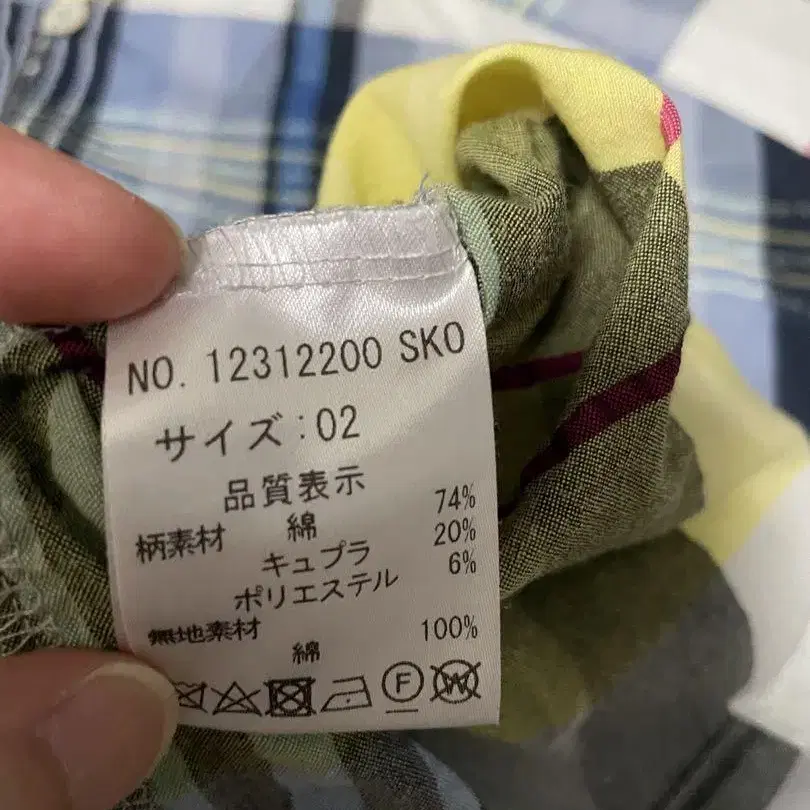 NO. 12312200 SKO
サイズ:02
品質表示
柄素材 綿 74%
キュプラ 20%
ポリエステル 6%
無地素材
綿 100%
F W